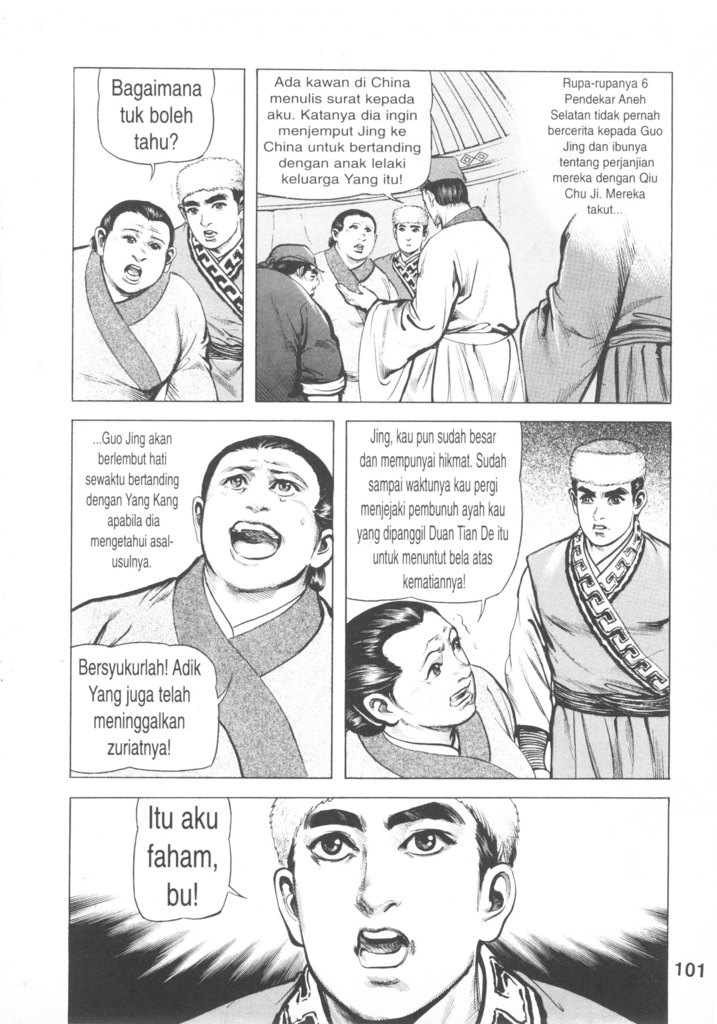 Bagaimana
tuk boleh
tahu?
Ada kawan di China
menulis surat kepada
aku. Katanya dia ingin
menjemput Jing ke
China untuk bertanding
dengan anak lelaki
keluarga Yang itu!
Rupa-rupanya 6
Pendekar Aneh
Selatan tidak pernah
bercerita kepada Guo
Jing dan ibunya
tentang perjanjian
mereka dengan Qiu
Chu Ji. Mereka
takut...
...Guo Jing akan
berlembut hati
sewaktu bertanding
dengan Yang Kang
apabila dia
mengetahui asal-
usulnya.
Bersyukurlah! Adik
Yang juga telah
meninggalkan
zuriatnya!
Jing, kau pun sudah besar
dan mempunyai hikmat. Sudah
sampai waktunya kau pergi
menjejaki pembunuh ayah kau
yang dipanggil Duan Tian De itu
untuk menuntut bela atas
kematiannya!
Itu aku
faham,
bu!
101